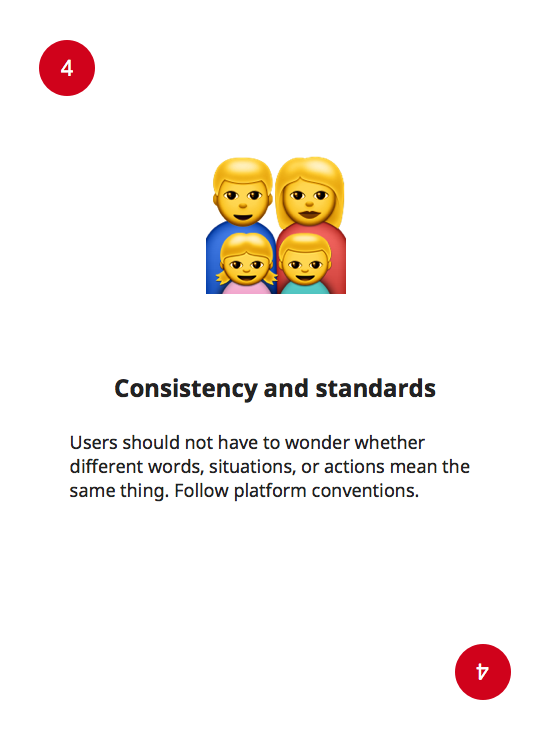 4
Consistency and standards
Users should not have to wonder whether
different words, situations, or actions mean the
same thing. Follow platform conventions.
4